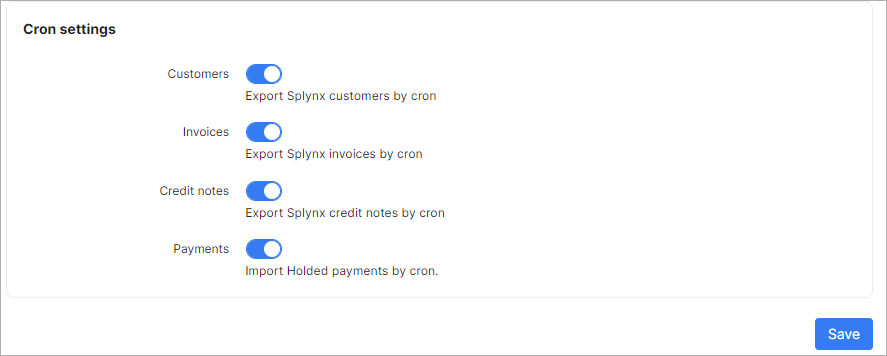 Cron settings
Customers
Export Splynx customers by cron
Invoices
Export Splynx invoices by cron
Credit notes
Export Splynx credit notes by cron
Payments
Import Holded payments by cron.
Save